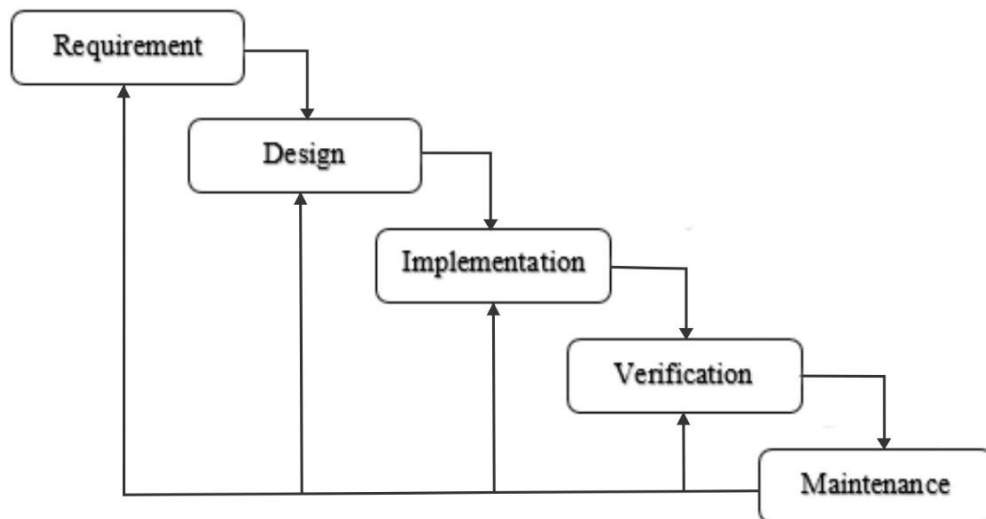 Requirement
Design
Implementation
Verification
Maintenance